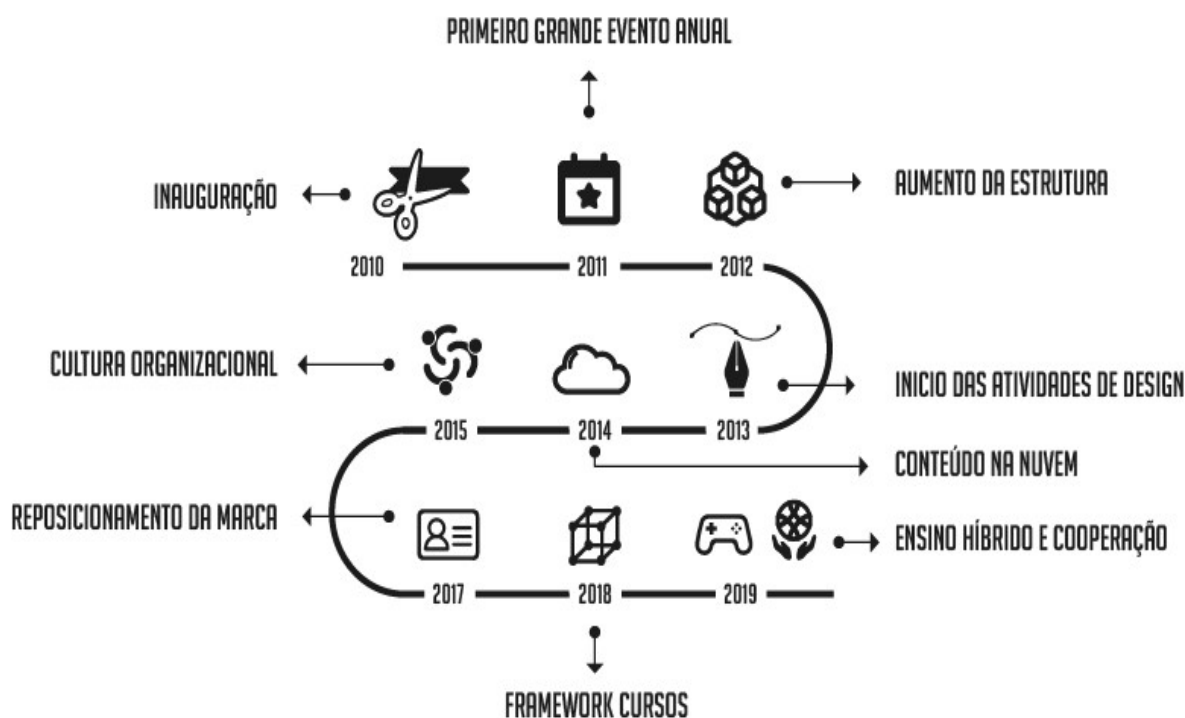 PRIMEIRO GRANDE EVENTO ANUAL
INAUGURAÇÃO
AUMENTO DA ESTRUTURA
2010
2011
2012
CULTURA ORGANIZACIONAL
INICIO DAS ATIVIDADES DE DESIGN
2015
2014
2013
CONTEÚDO NA NUVEM
REPOSICIONAMENTO DA MARCA
ENSINO HÍBRIDO E COOPERAÇÃO
2017
2018
2019
FRAMEWORK CURSOS